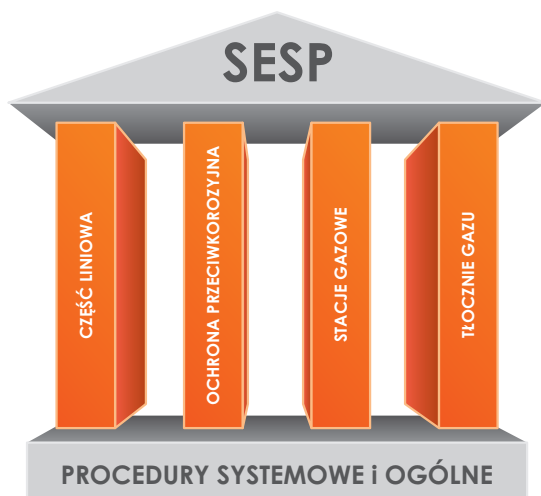 SESP
CZĘŚĆ LINIOWA
OCHRONA PRZECIWKOROZYJNA
STACJE GAZOWE
TŁOCZNIE GAZU
PROCEDURY SYSTEMOWE i OGÓLNE